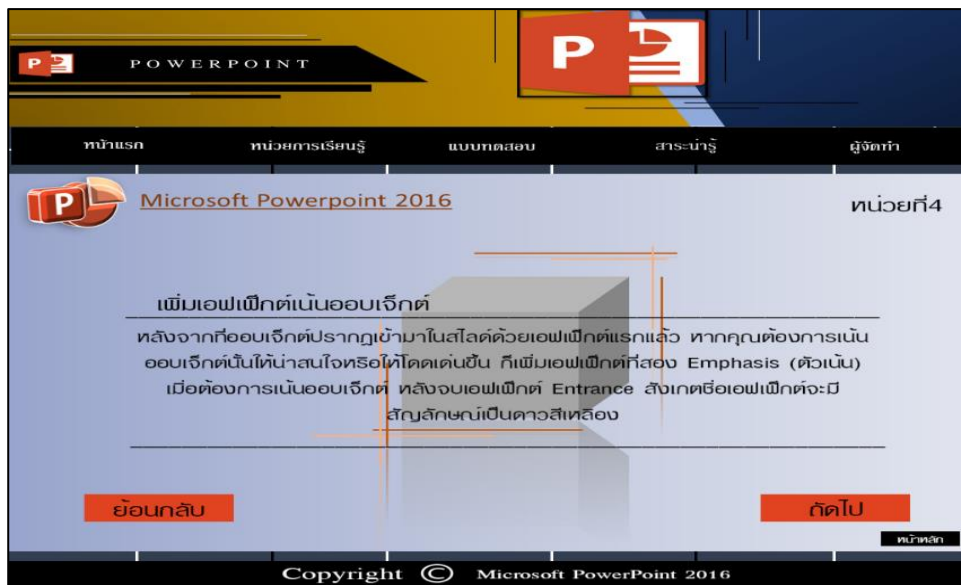 POWERPOINT
หน้าแรก หน่วยการเรียนรู้ แบบทดสอบ สาระน่ารู้ ผู้จัดทำ
Microsoft Powerpoint 2016
หน่วยที่4
เพิ่มเอฟเฟ็กต์เน้นออบเจ็กต์
หลังจากที่ออบเจ็กต์ปรากฏเข้ามาในสไลด์ด้วยเอฟเฟ็กต์แรกแล้ว หากคุณต้องการเน้น
ออบเจ็กต์นั้นให้น่าสนใจหรือให้โดดเด่นขึ้น ก็เพิ่มเอฟเฟ็กต์ที่สอง Emphasis (ตัวเน้น)
เมื่อต้องการเน้นออบเจ็กต์ หลังจบเอฟเฟ็กต์ Entrance สังเกตชื่อเอฟเฟ็กต์จะมี
สัญลักษณ์เป็นดาวสีเหลือง
ย้อนกลับ
ถัดไป
หน้าหลัก
Copyright © Microsoft PowerPoint 2016